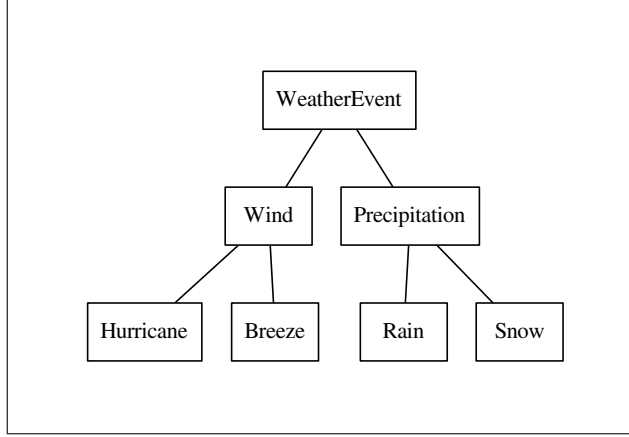 WeatherEvent
Wind
Precipitation
Hurricane
Breeze
Rain
Snow